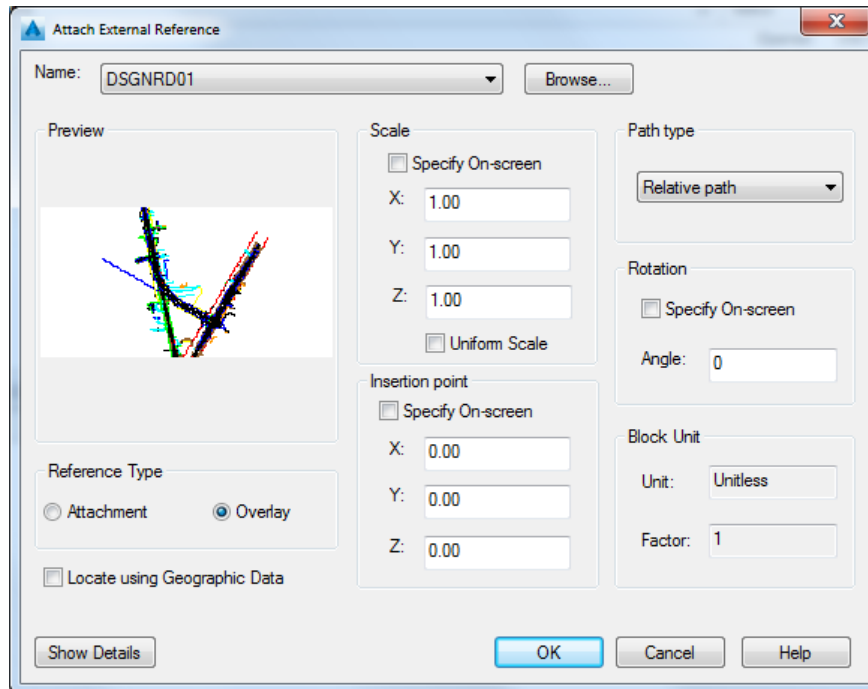 Attach External Reference
Name:
DSGNRD01
Browse...
Preview
Scale
Specify On-screen
X:
1.00
Y:
1.00
Z:
1.00
Uniform Scale
Path type
Relative path
Rotation
Specify On-screen
Angle:
0
Insertion point
Specify On-screen
X:
0.00
Y:
0.00
Z:
0.00
Block Unit
Unit:
Unitless
Factor:
1
Reference Type
Attachment
Overlay
Locate using Geographic Data
Show Details
OK
Cancel
Help